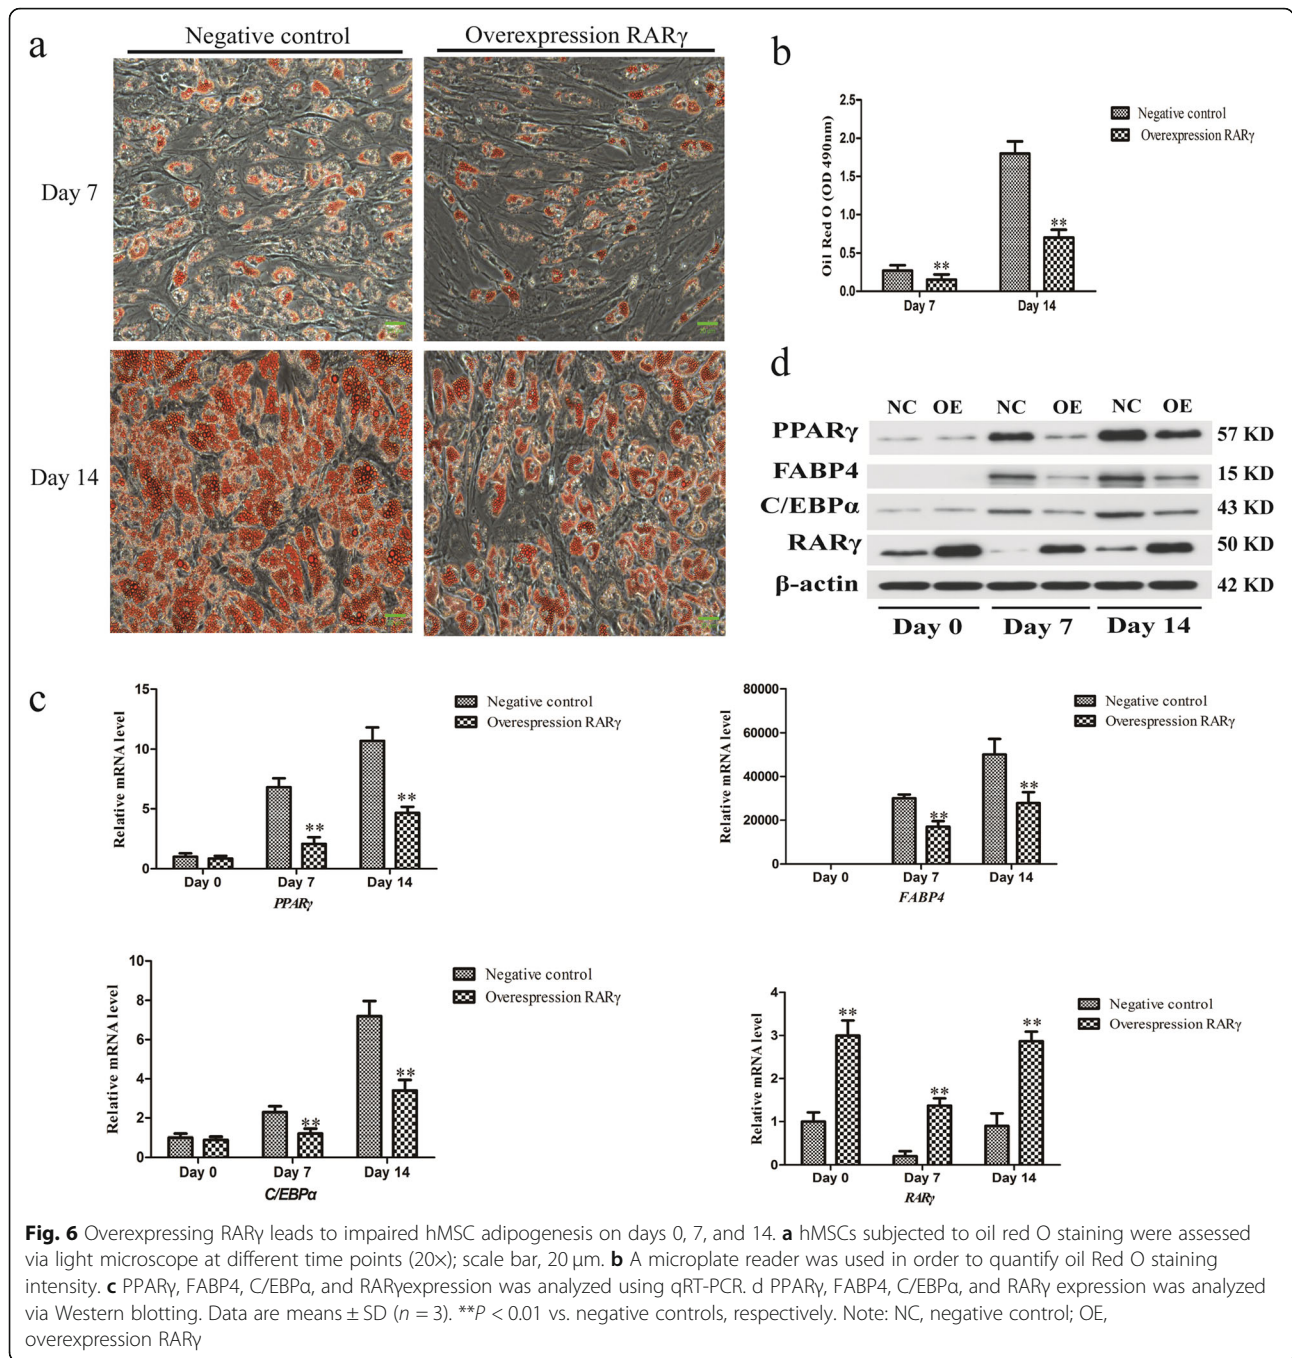 a
Negative control
Overexpression RARγ
Day 7
Day 14
b
Oil Red O (OD 490nm)
2.5
2.0
1.5
1.0
0.5
0.0
**
**
Day 7
Day 14
Negative control
Overexpression RARγ
d
NC OE NC OE NC OE
PPARγ 57 KD
FABP4 15 KD
C/EBPα 43 KD
RARγ 50 KD
β-actin 42 KD
Day 0 Day 7 Day 14
c
Relative mRNA level
15
10
5
0
**
**
Day 0 Day 7 Day 14
PPARγ
Negative control
Overespression RARγ
Relative mRNA level
80000
60000
40000
20000
0
**
**
Day 0 Day 7 Day 14
FABP4
Negative control
Overespression RARγ
Relative mRNA level
10
8
6
4
2
0
**
**
Day 0 Day 7 Day 14
C/EBPα
Negative control
Overespression RARγ
Relative mRNA level
4
3
2
1
0
**
**
**
Day 0 Day 7 Day 14
RARγ
Negative control
Overespression RARγ
Fig. 6 Overexpressing RARγ leads to impaired hMSC adipogenesis on days 0, 7, and 14. a hMSCs subjected to oil red O staining were assessed
via light microscope at different time points (20×); scale bar, 20 μm. b A microplate reader was used in order to quantify oil Red O staining
intensity. c PPARγ, FABP4, C/EBPα, and RARγexpression was analyzed using qRT-PCR. d PPARγ, FABP4, C/EBPα, and RARγ expression was analyzed
via Western blotting. Data are means ± SD (n = 3). **P < 0.01 vs. negative controls, respectively. Note: NC, negative control; OE,
overexpression RARγ